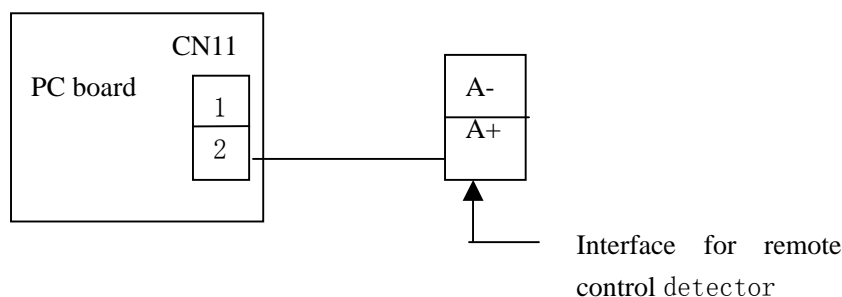 CN11
PC board
1
2
A-
A+
Interface for remote
control detector